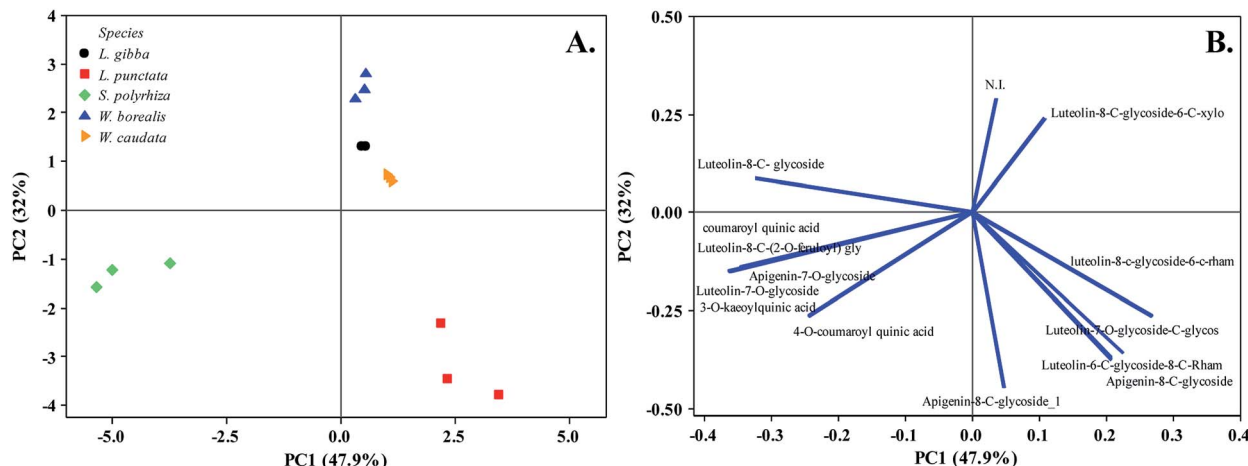 A.
Species
L. gibba
L. punctata
S. polyrhiza
W. borealis
W. caudata
PC2 (32%)
4
3
2
1
0
-1
-2
-3
-4
-5.0
-2.5
0.0
2.5
5.0
PC1 (47.9%)
B.
PC2 (32%)
0.50
0.25
0.00
-0.25
-0.50
N.I.
Luteolin-8-C-glycoside-6-C-xylo
Luteolin-8-C- glycoside
coumaroyl quinic acid
Luteolin-8-C-(2-O-feruloyl) gly
Apigenin-7-O-glycoside
Luteolin-7-O-glycoside
3-O-kaeoylquinic acid
4-O-coumaroyl quinic acid
luteolin-8-c-glycoside-6-c-rham
Luteolin-7-O-glycoside-C-glycos
Luteolin-6-C-glycoside-8-C-Rham
Apigenin-8-C-glycoside
Apigenin-8-C-glycoside_1
-0.4
-0.3
-0.2
-0.1
0.0
0.1
0.2
0.3
0.4
PC1 (47.9%)